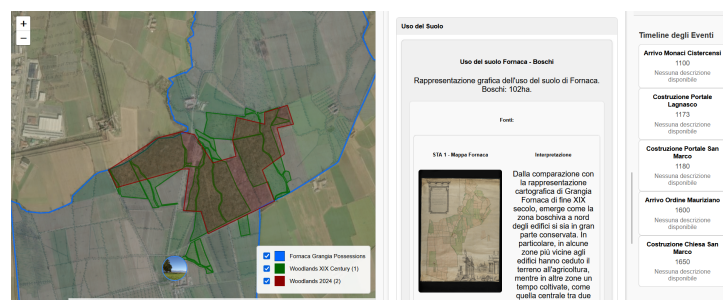 +
−
Fornaca Grangia Possessions
Woodlands XIX Century (1)
Woodlands 2024 (2)
Uso del Suolo
Uso del suolo Fornaca - Boschi
Rappresentazione grafica dell'uso del suolo di Fornaca.
Boschi: 102ha.
Fonti:
STA 1 - Mappa Fornaca
Interpretazione
Dalla comparazione con
la rappresentazione
cartografica di Grangia
Fornaca di fine XIX
secolo, emerge come la
zona boschiva a nord
degli edifici si sia in gran
parte conservata. In
particolare, in alcune
zone più vicine agli
edifici hanno ceduto il
terreno all'agricoltura,
mentre in altre zone un
tempo coltivate, come
quella centrale tra due
Timeline degli Eventi
Arrivo Monaci Cistercensi
1100
Nessuna descrizione
disponibile
Costruzione Portale
Lagnasco
1173
Nessuna descrizione
disponibile
Costruzione Portale San
Marco
1180
Nessuna descrizione
disponibile
Arrivo Ordine Mauriziano
1600
Nessuna descrizione
disponibile
Costruzione Chiesa San
Marco
1650
Nessuna descrizione
disponibile